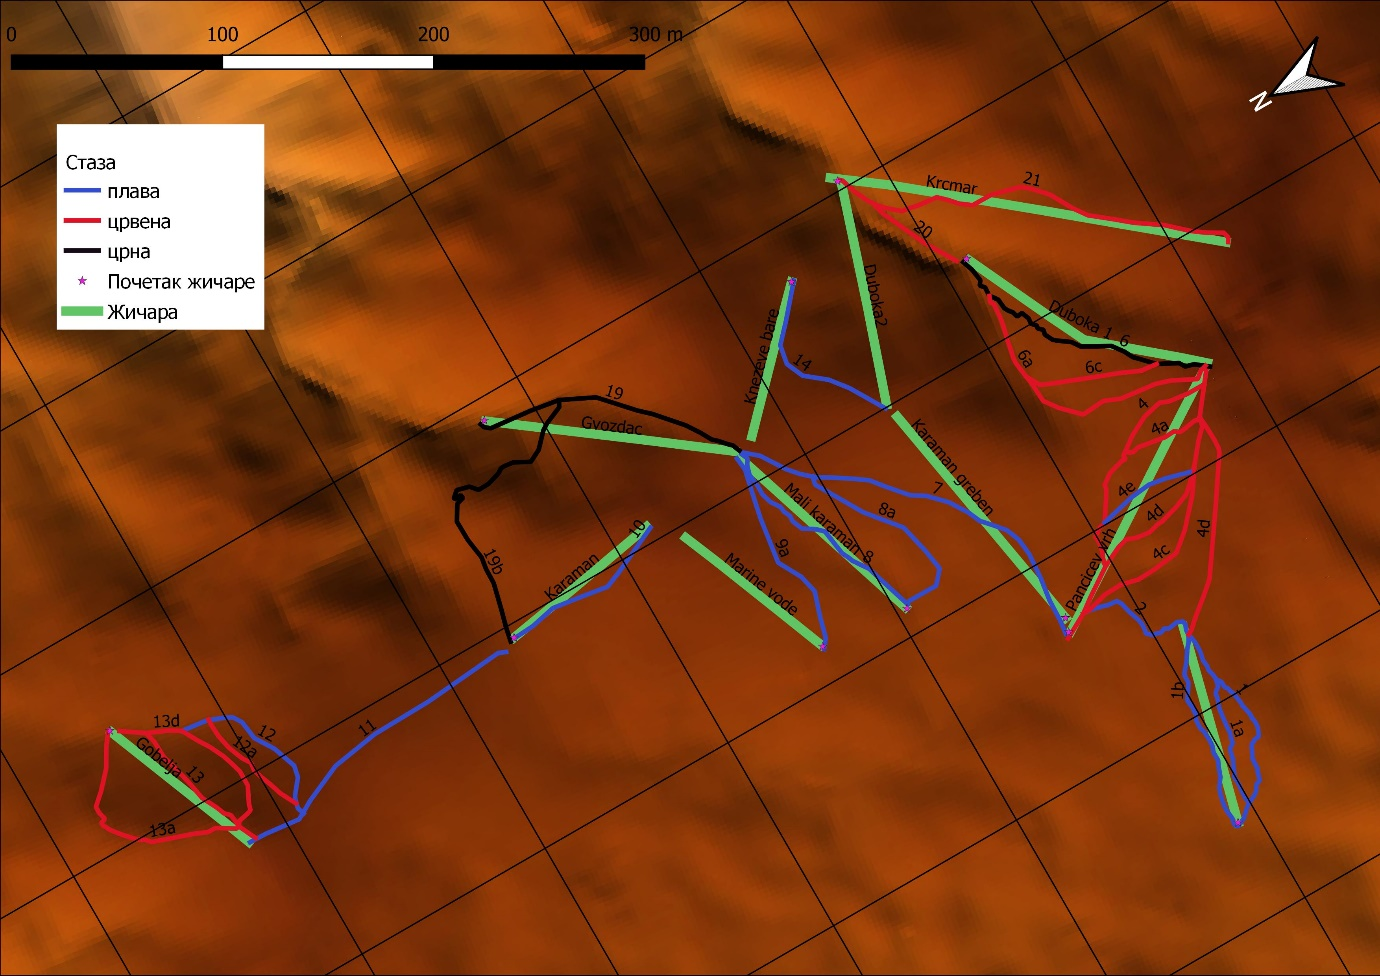 0 100 200 300 m
N
Стаза
плава
црвена
црна
Почетак жичаре
Жичара
Krcmar
21
20
Duboka2
Duboka 1_6
6a
6c
Knezeve bare
14
19
Gvozdac
4
4a
4e
4d
4d
4c
Karaman greben
7
Mali karaman 8
8a
9a
10
Karaman
19b
Marine vode
Pancicev vrh
2
1b
1
1a
11
13d
12
12a
Gobelja
13
13a